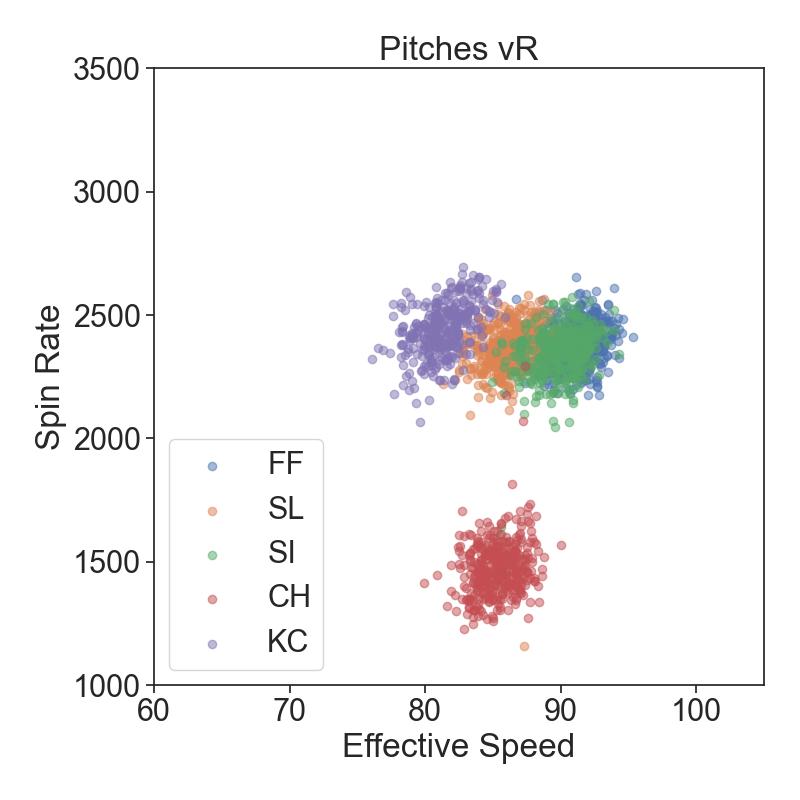 Pitches vR
3500
3000
2500
2000
1500
1000
Spin Rate
FF
SL
SI
CH
KC
60 70 80 90 100
Effective Speed